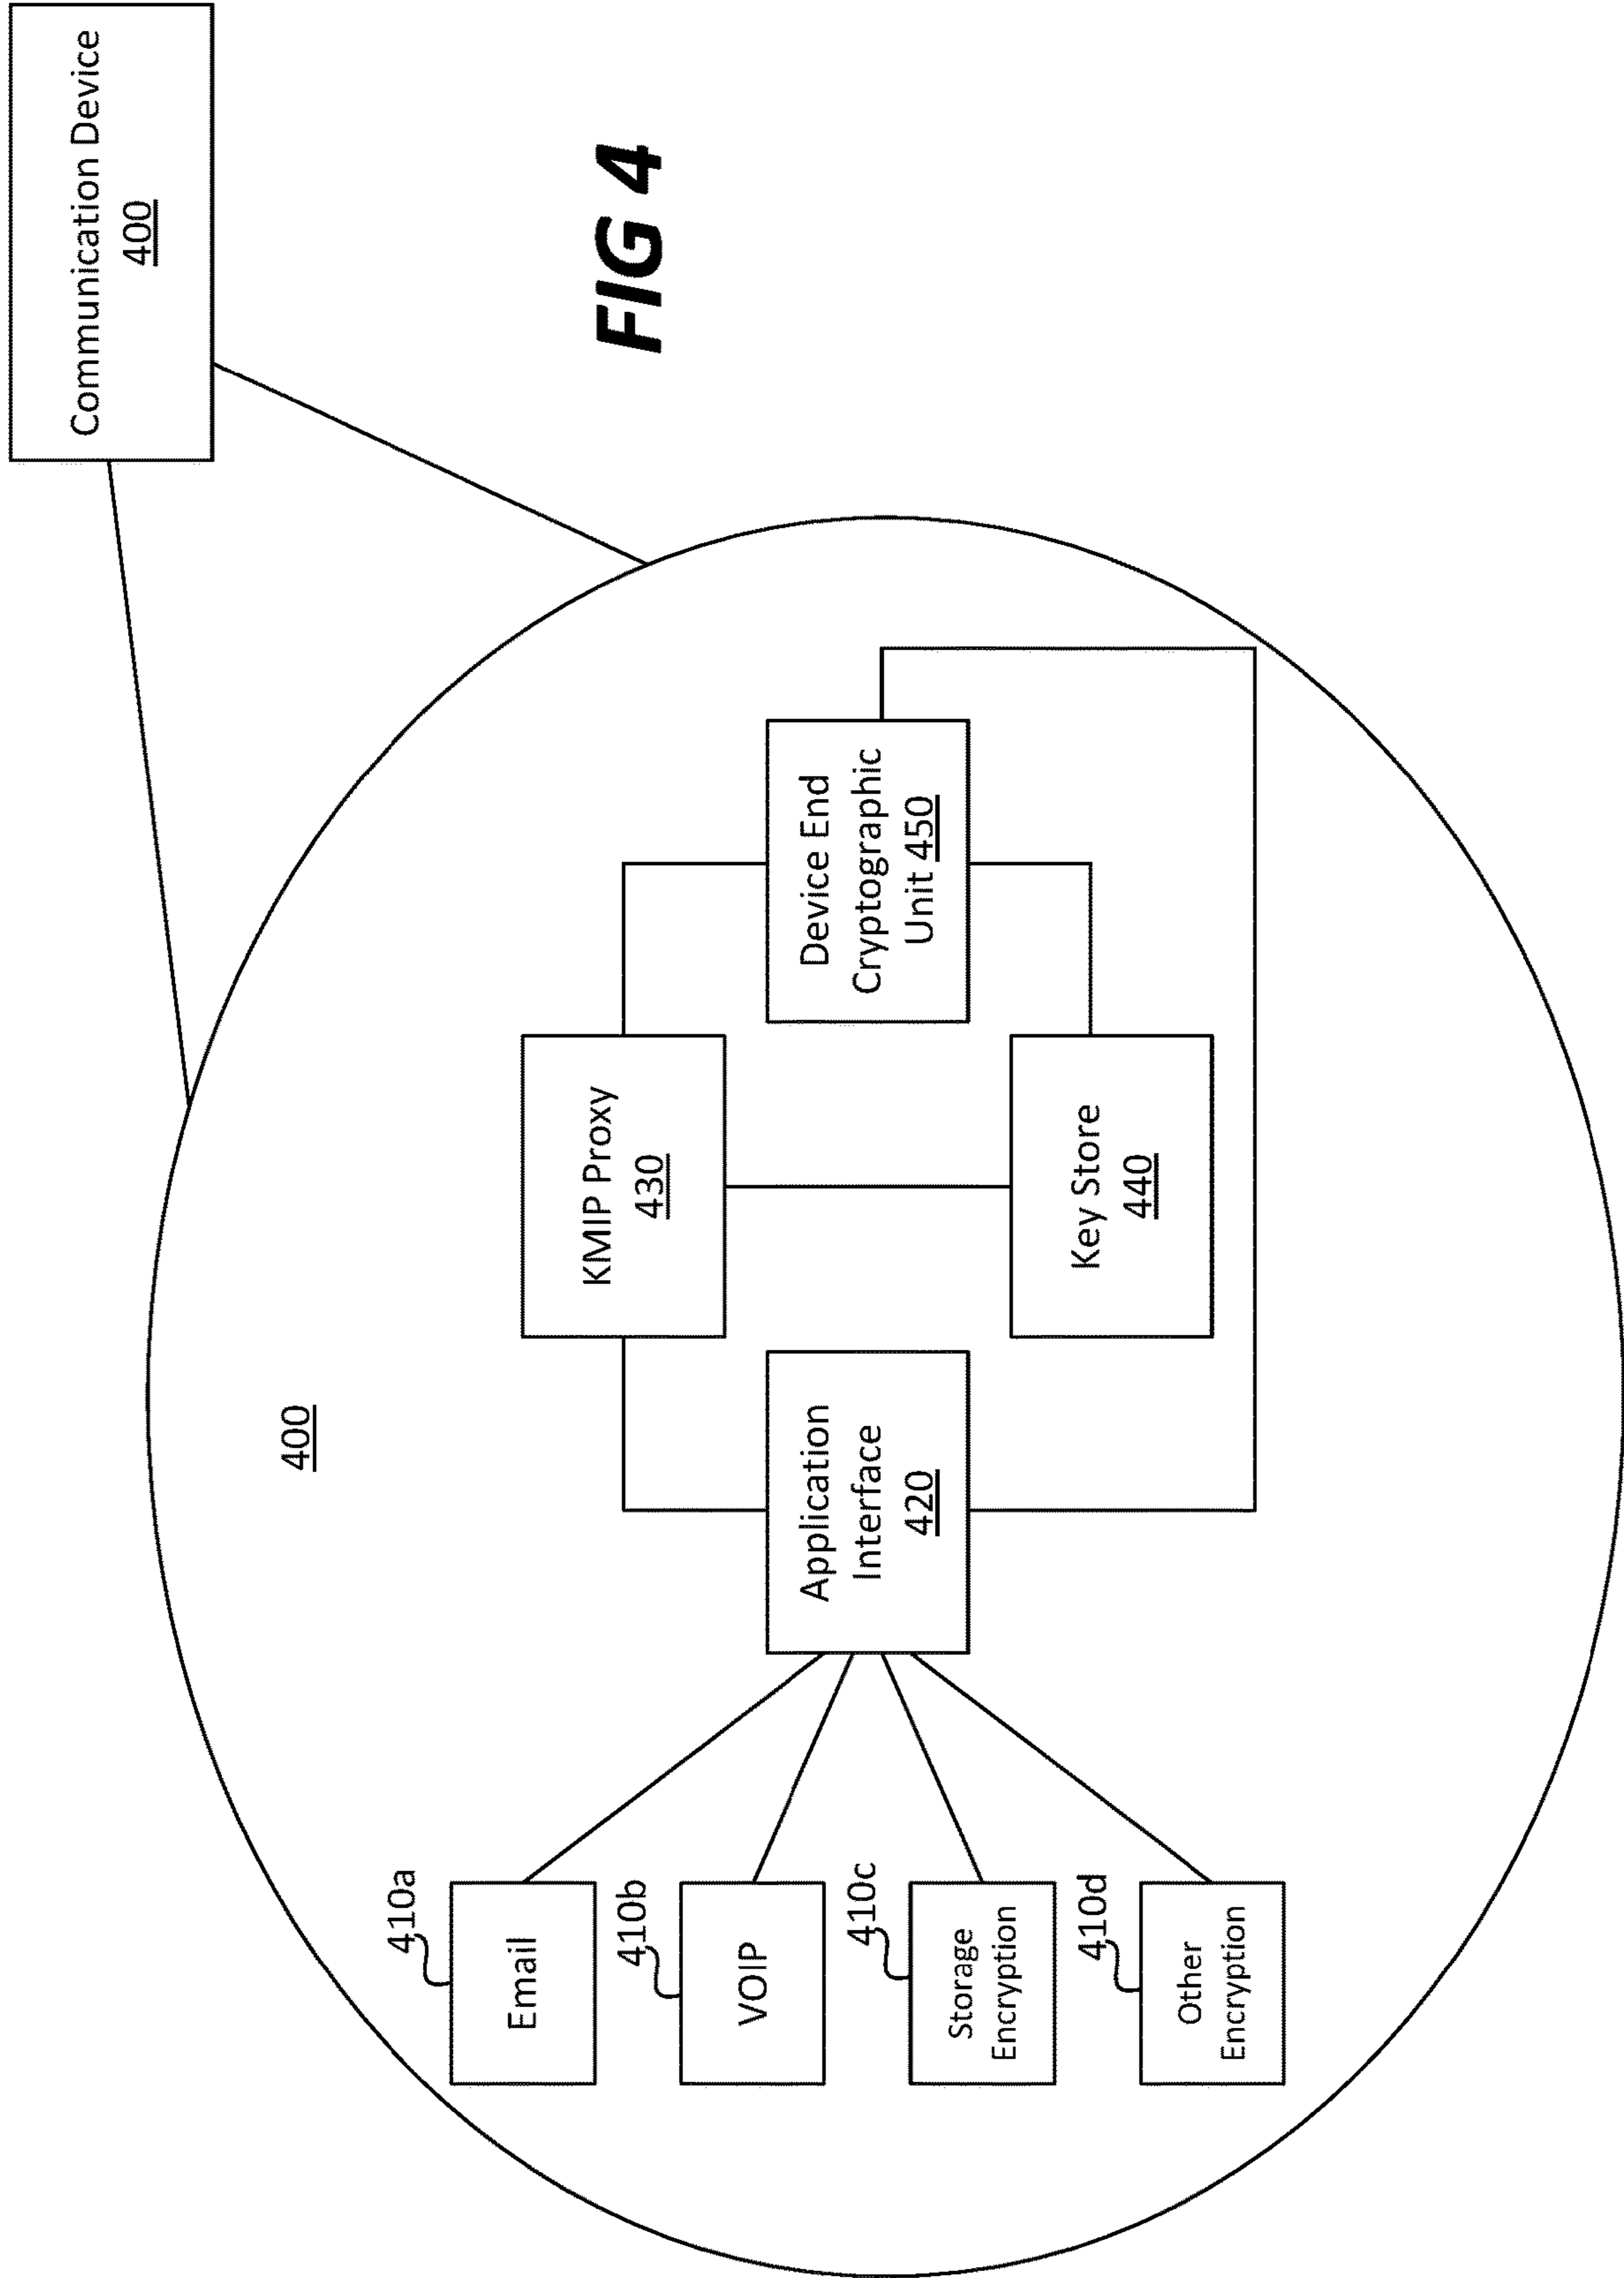 Communication Device
400
400
410a
Email
410b
VOIP
410c
Storage
Encryption
410d
Other
Encryption
Application
Interface
420
KMIP Proxy
430
Key Store
440
Device End
Cryptographic
Unit 450
FIG 4